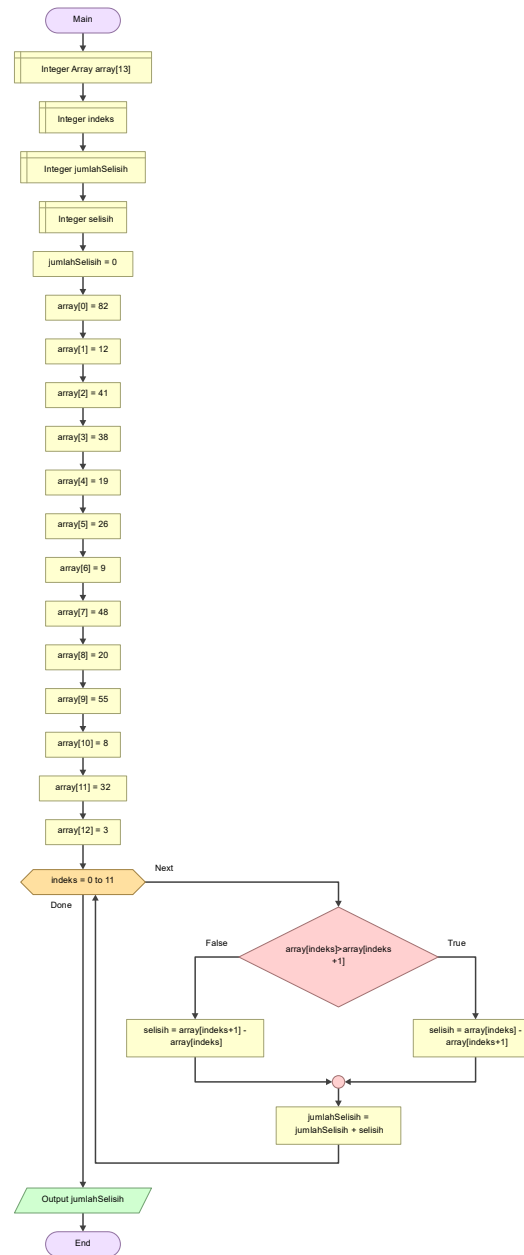 Main
Integer Array array[13]
Integer indeks
Integer jumlahSelisih
Integer selisih
jumlahSelisih = 0
array[0] = 82
array[1] = 12
array[2] = 41
array[3] = 38
array[4] = 19
array[5] = 26
array[6] = 9
array[7] = 48
array[8] = 20
array[9] = 55
array[10] = 8
array[11] = 32
array[12] = 3
indeks = 0 to 11
Next
Done
array[indeks]>array[indeks
+1]
False
True
selisih = array[indeks+1] -
array[indeks]
selisih = array[indeks] -
array[indeks+1]
jumlahSelisih =
jumlahSelisih + selisih
Output jumlahSelisih
End